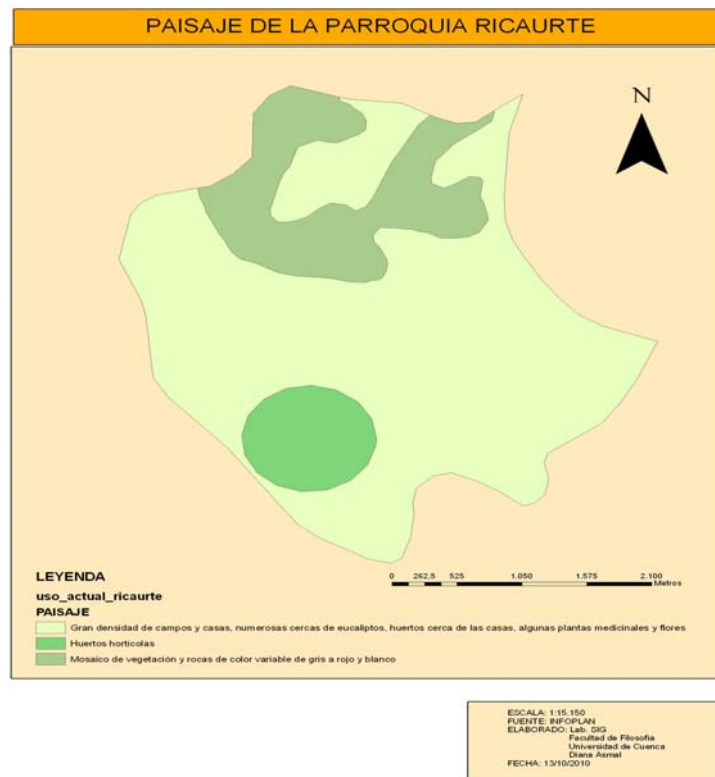 PAISAJE DE LA PARROQUIA RICAURTE
N
LEYENDA
uso_actual_ricaurte
PAISAJE
Gran densidad de campos y casas, numerosas cercas de eucaliptos, huertos cerca de las casas, algunas plantas medicinales y flores
Huertos horticolas
Mosaico de vegetación y rocas de color variable de gris a rojo y blanco
0 262,5 525 1.050 1.575 2.100
Metros
ESCALA: 1:15.150
FUENTE: INFOPLAN
ELABORADO: Lab. SIG
Facultad de Filosofia
Universidad de Cuenca
Diana Asmal
FECHA: 13/10/2010